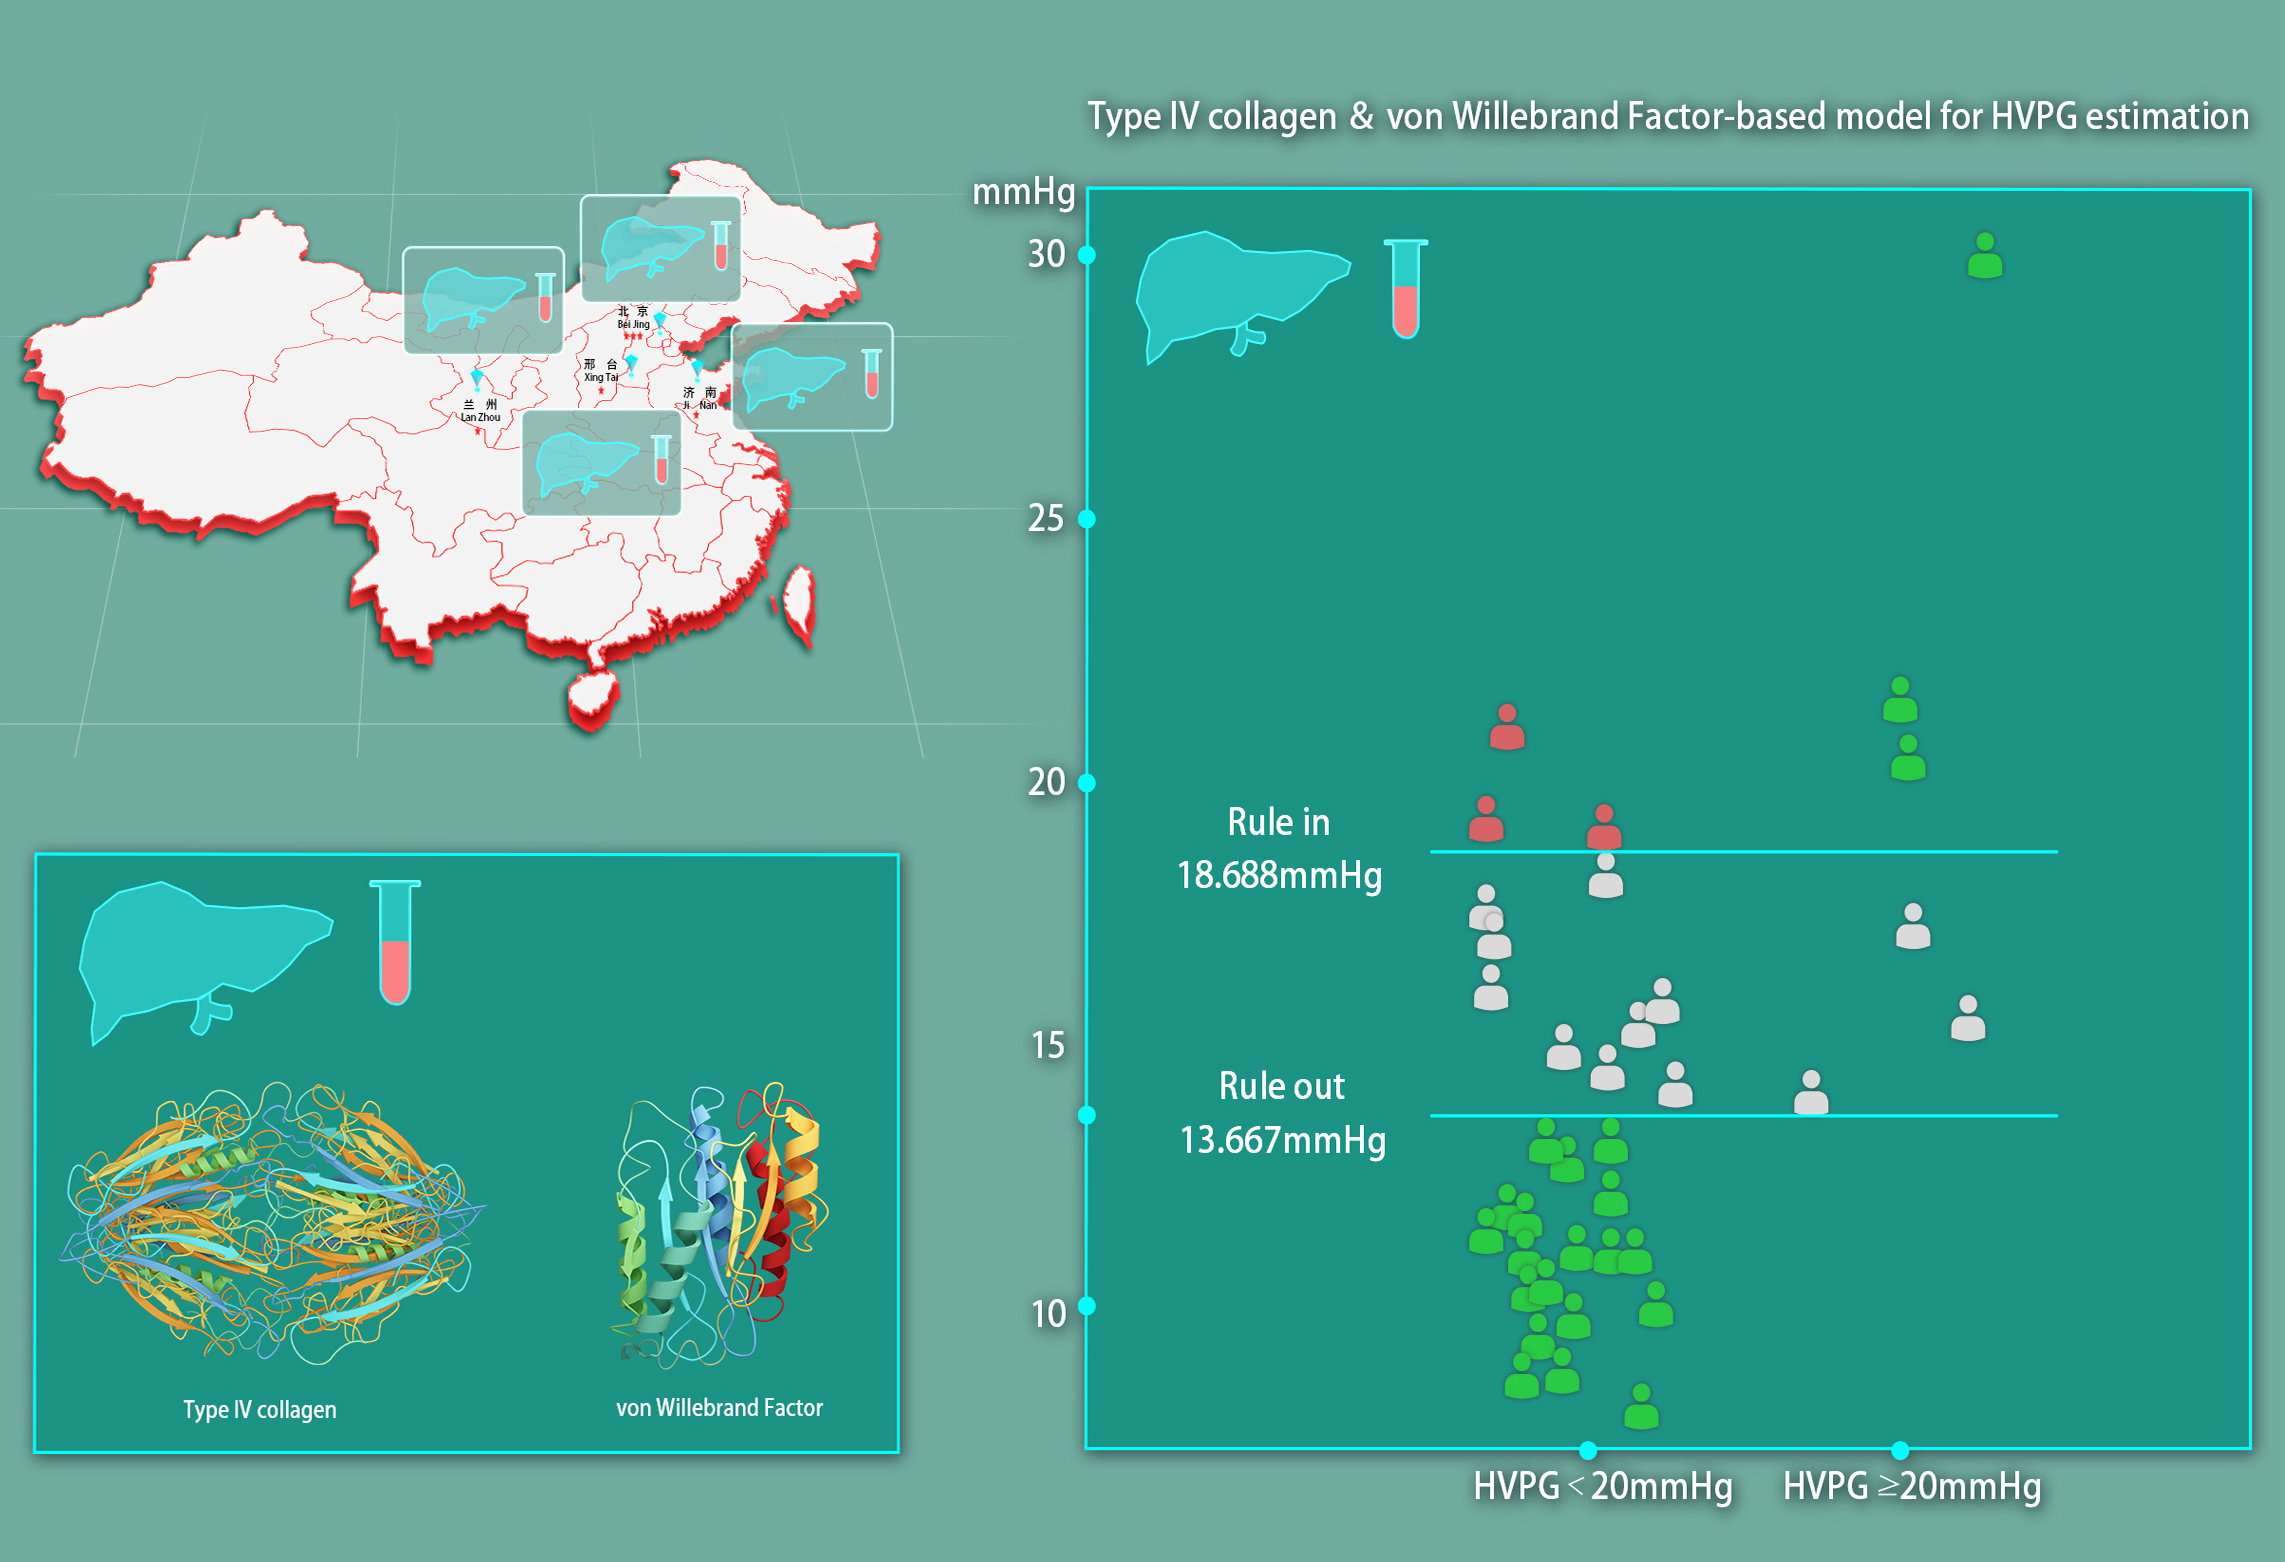 Type IV collagen & von Willebrand Factor-based model for HVPG estimation
北 京
Bei Jing
邢 台
Xing Tai
济 南
Ji Nan
兰 州
Lan Zhou
mmHg
30
25
20
Rule in
18.688mmHg
15
Rule out
13.667mmHg
10
HVPG <20mmHg
HVPG ≥20mmHg
Type IV collagen
von Willebrand Factor